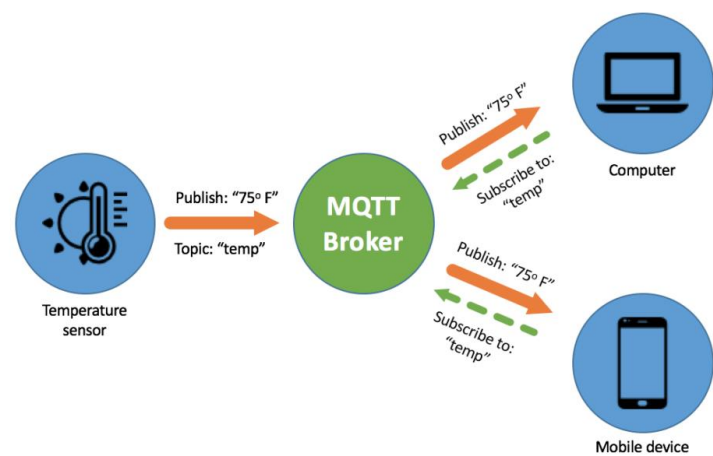 Publish: “75° F”
Topic: “temp”
Temperature
sensor
MQTT
Broker
Publish: “75° F”
Subscribe to:
“temp”
Computer
Publish: “75° F”
Subscribe to:
“temp”
Mobile device